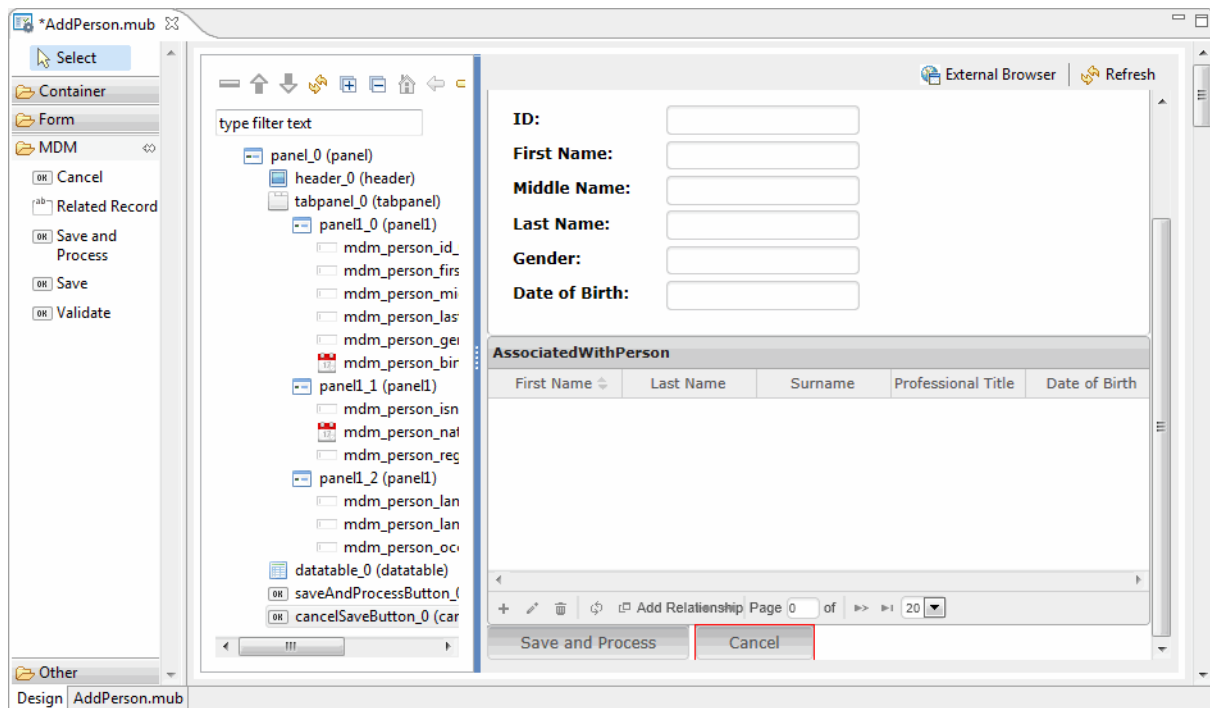 *AddPerson.mub
Select
Container
Form
MDM
Cancel
Related Record
Save and
Process
Save
Validate
Other
type filter text
panel_0 (panel)
header_0 (header)
tabpanel_0 (tabpanel)
panel1_0 (panel1)
mdm_person_id_
mdm_person_firs
mdm_person_mi
mdm_person_las
mdm_person_ger
mdm_person_bir
panel1_1 (panel1)
mdm_person_isn
mdm_person_nat
mdm_person_reg
panel1_2 (panel1)
mdm_person_lan
mdm_person_lan
mdm_person_occ
datatable_0 (datatable)
saveAndProcessButton_(
cancelSaveButton_0 (car
External Browser Refresh
ID:
First Name:
Middle Name:
Last Name:
Gender:
Date of Birth:
AssociatedWithPerson
First Name Last Name Surname Professional Title Date of Birth
Add Relationship Page 0 of 20
Save and Process Cancel
Design AddPerson.mub